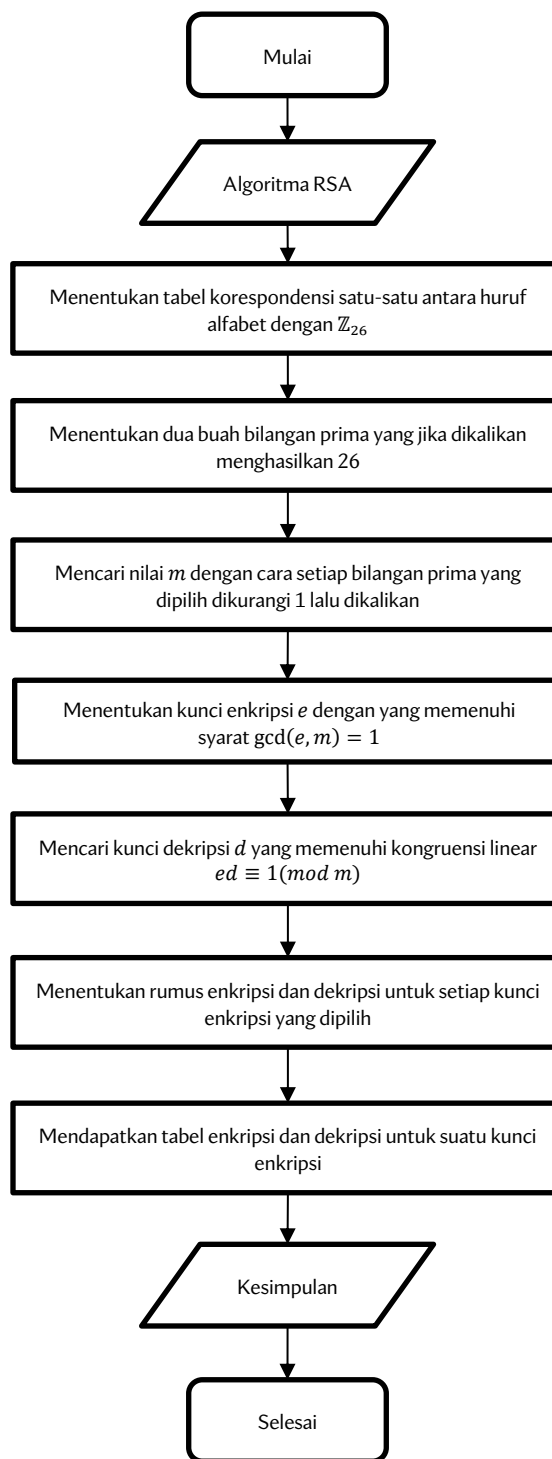 Mulai
Algoritma RSA
Menentukan tabel korespondensi satu-satu antara huruf
alfabet dengan ℤ₂₆
Menentukan dua buah bilangan prima yang jika dikalikan
menghasilkan 26
Mencari nilai m dengan cara setiap bilangan prima yang
dipilih dikurangi 1 lalu dikalikan
Menentukan kunci enkripsi e dengan yang memenuhi
syarat gcd(e, m) = 1
Mencari kunci dekripsi d yang memenuhi kongruensi linear
ed ≡ 1(mod m)
Menentukan rumus enkripsi dan dekripsi untuk setiap kunci
enkripsi yang dipilih
Mendapatkan tabel enkripsi dan dekripsi untuk suatu kunci
enkripsi
Kesimpulan
Selesai